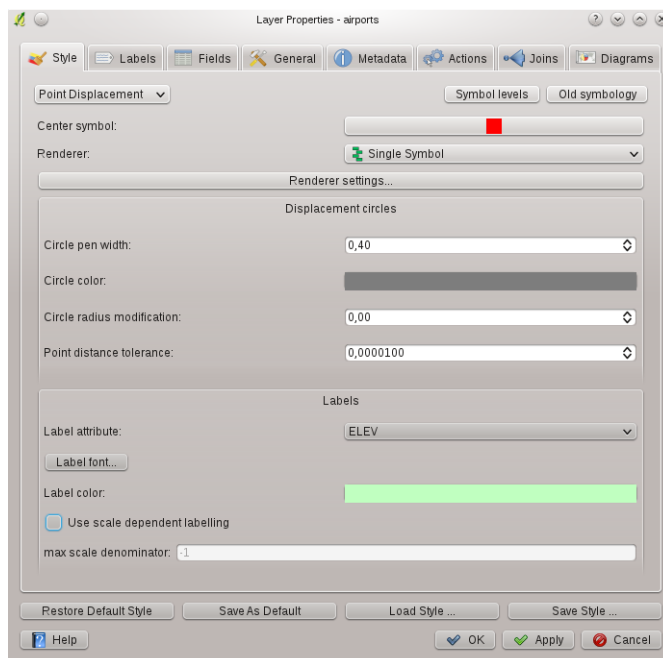 Layer Properties - airports
Style Labels Fields General Metadata Actions Joins Diagrams
Point Displacement Symbol levels Old symbology
Center symbol:
Renderer: Single Symbol
Renderer settings...
Displacement circles
Circle pen width: 0,40
Circle color:
Circle radius modification: 0,00
Point distance tolerance: 0,0000100
Labels
Label attribute: ELEV
Label font...
Label color:
Use scale dependent labelling
max scale denominator: -1
Restore Default Style Save As Default Load Style ... Save Style ...
Help OK Apply Cancel